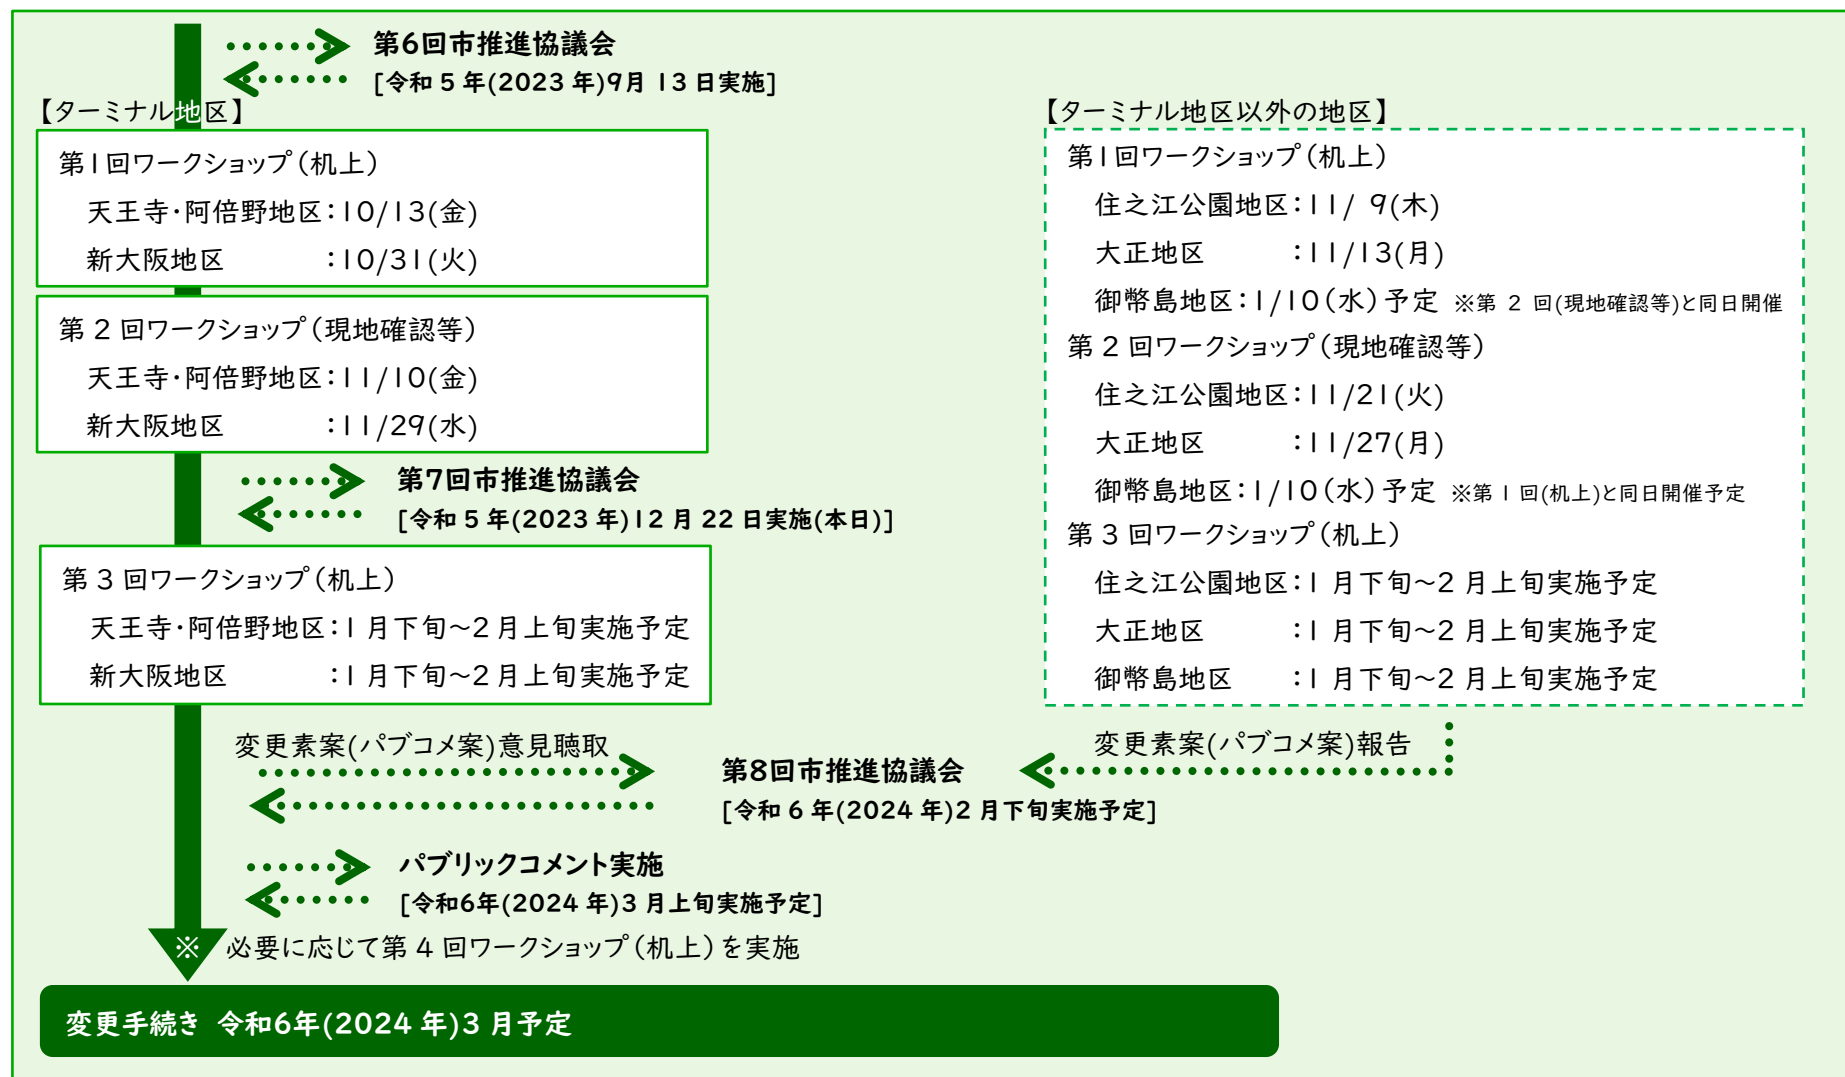 第6回市推進協議会
[令和5年(2023年)9月13日実施]
【ターミナル地区】
第1回ワークショップ(机上)
天王寺・阿倍野地区:10/13(金)
新大阪地区 :10/31(火)
第2回ワークショップ(現地確認等)
天王寺・阿倍野地区:11/10(金)
新大阪地区 :11/29(水)
第7回市推進協議会
[令和5年(2023年)12月22日実施(本日)]
第3回ワークショップ(机上)
天王寺・阿倍野地区:1月下旬~2月上旬実施予定
新大阪地区 :1月下旬~2月上旬実施予定
【ターミナル地区以外の地区】
第1回ワークショップ(机上)
住之江公園地区:11/ 9(木)
大正地区 :11/13(月)
御幣島地区:1/10(水)予定 ※第2回(現地確認等)と同日開催
第2回ワークショップ(現地確認等)
住之江公園地区:11/21(火)
大正地区 :11/27(月)
御幣島地区:1/10(水)予定 ※第1回(机上)と同日開催予定
第3回ワークショップ(机上)
住之江公園地区:1月下旬~2月上旬実施予定
大正地区 :1月下旬~2月上旬実施予定
御幣島地区 :1月下旬~2月上旬実施予定
変更素案(パブコメ案)意見聴取
変更素案(パブコメ案)報告
第8回市推進協議会
[令和6年(2024年)2月下旬実施予定]
パブリックコメント実施
[令和6年(2024年)3月上旬実施予定]
※ 必要に応じて第4回ワークショップ(机上)を実施
変更手続き 令和6年(2024年)3月予定